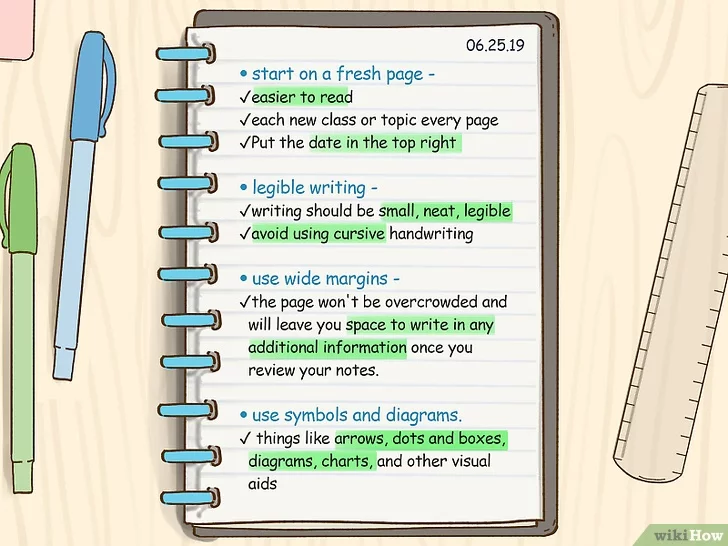 06.25.19
• start on a fresh page -
✓easier to read
✓each new class or topic every page
✓Put the date in the top right
• legible writing -
✓writing should be small, neat, legible
✓avoid using cursive handwriting
• use wide margins -
✓the page won't be overcrowded and
will leave you space to write in any
additional information once you
review your notes.
• use symbols and diagrams.
✓ things like arrows, dots and boxes,
diagrams, charts, and other visual
aids
wikiHow